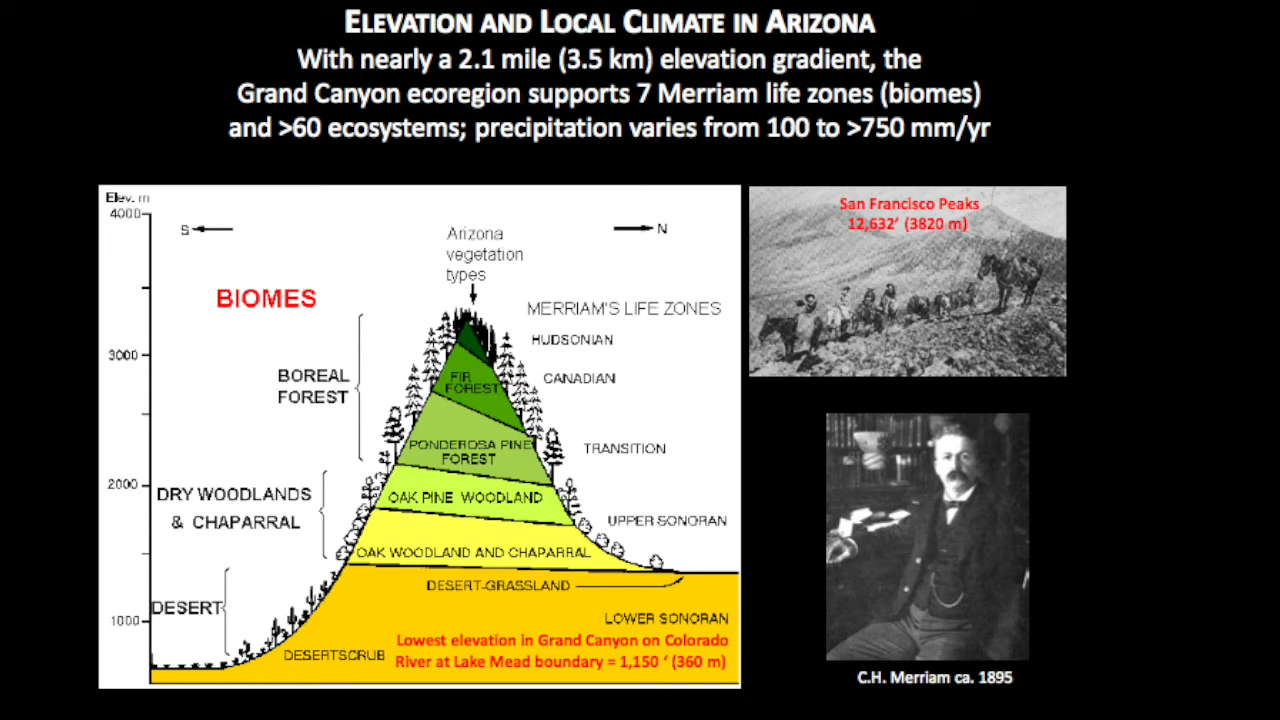 ELEVATION AND LOCAL CLIMATE IN ARIZONA
With nearly a 2.1 mile (3.5 km) elevation gradient, the
Grand Canyon ecoregion supports 7 Merriam life zones (biomes)
and >60 ecosystems; precipitation varies from 100 to >750 mm/yr
Elev. m
4000
S
N
Arizona
vegetation
types
BIOMES
MERRIAM'S LIFE ZONES
HUDSONIAN
3000
BOREAL
FOREST
FIR
FOREST
CANADIAN
PONDEROSA PINE
FOREST
TRANSITION
2000
DRY WOODLANDS
& CHAPARRAL
OAK PINE WOODLAND
UPPER SONORAN
OAK WOODLAND AND CHAPARRAL
DESERT-GRASSLAND
DESERT
1000
LOWER SONORAN
DESERTSCRUB
Lowest elevation in Grand Canyon on Colorado
River at Lake Mead boundary = 1,150 ‘ (360 m)
San Francisco Peaks
12,632’ (3820 m)
C.H. Merriam ca. 1895